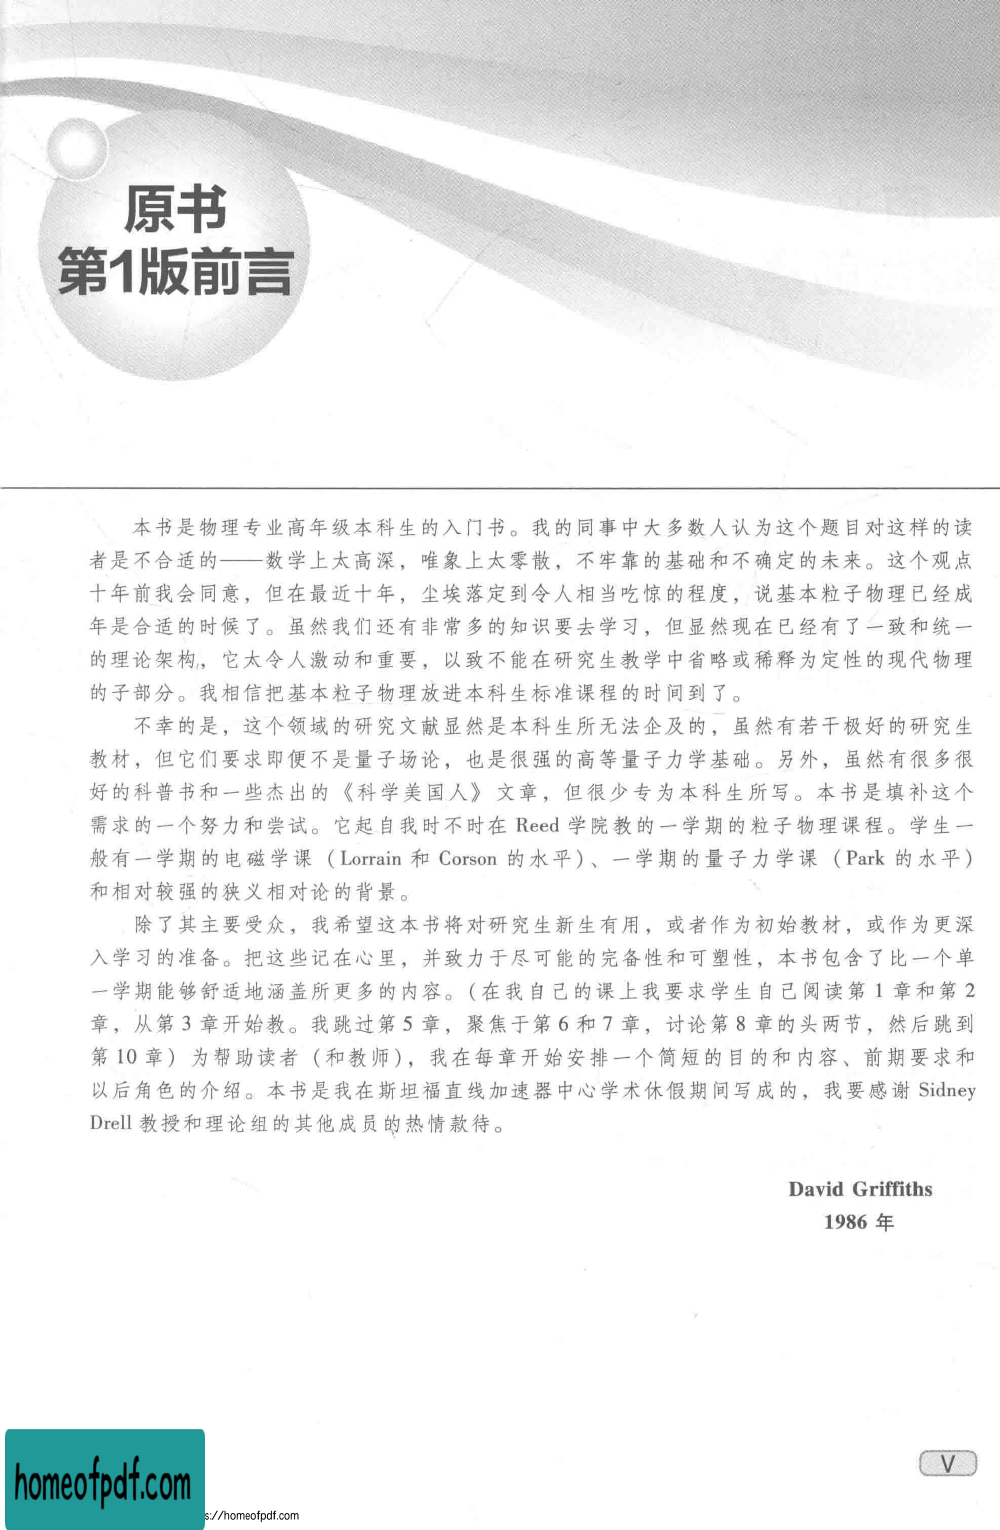 原书
第1版前言
本书是物理专业高年级本科生的入门书。我的同事中大多数人认为这个题目对这样的读
者是不合适的——数学上太高深，唯象上太零散，不牢靠的基础和不确定的未来。这个观点
十年前我会同意，但在最近十年，尘埃落定到令人相当吃惊的程度，说基本粒子物理已经成
年是合适的时候了。虽然我们还有非常多的知识要去学习，但显然现在已经有了一致和统一
的理论架构，它太令人激动和重要，以致不能在研究生教学中省略或稀释为定性的现代物理
的子部分。我相信把基本粒子物理放进本科生标准课程的时间到了。
不幸的是，这个领域的研究文献显然是本科生所无法企及的，虽然有若干极好的研究生
教材，但它们要求即便不是量子场论，也是很强的高等量子力学基础。另外，虽然有很多很
好的科普书和一些杰出的《科学美国人》文章，但很少专为本科生所写。本书是填补这个
需求的一个努力和尝试。它起自我时不时在 Reed 学院教的一学期的粒子物理课程。学生一
般有一学期的电磁学课（Lorrain 和 Corson 的水平）、一学期的量子力学课（Park 的水平）
和相对较强的狭义相对论的背景。
除了其主要受众，我希望这本书将对研究生新生有用，或者作为初始教材，或作为更深
入学习的准备。把这些记在心里，并致力于尽可能的完备性和可塑性，本书包含了比一个单
一学期能够舒适地涵盖所更多的内容。（在我自己的课上我要求学生自己阅读第 1 章和第 2
章，从第 3 章开始教。我跳过第 5 章，聚焦于第 6 和 7 章，讨论第 8 章的头两节，然后跳到
第 10 章）为帮助读者（和教师），我在每章开始安排一个简短的目的和内容、前期要求和
以后角色的介绍。本书是我在斯坦福直线加速器中心学术休假期间写成的，我要感谢 Sidney
Drell 教授和理论组的其他成员的热情款待。
David Griffiths
1986 年
V
homeofpdf.com
s://homeofpdf.com